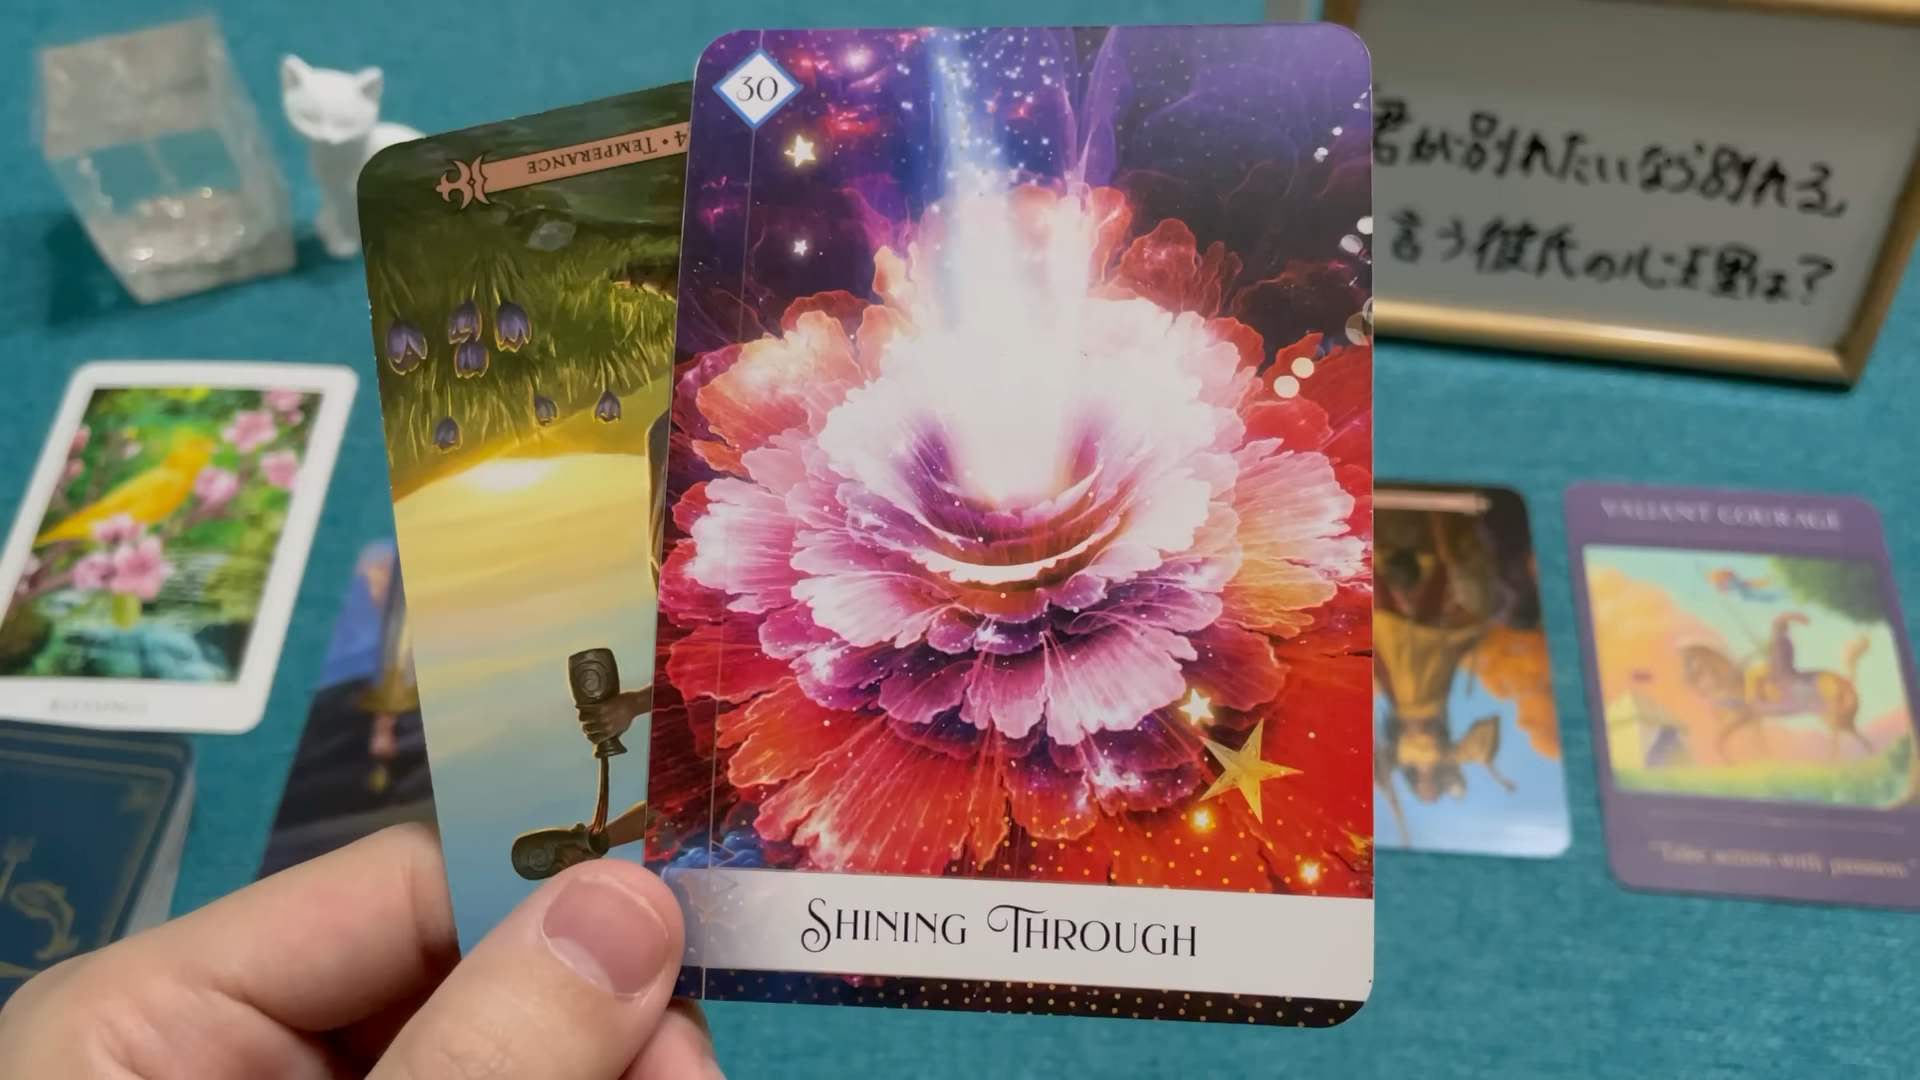 君が別れたいなら別れる」
言う彼氏の心理は?
30
4 • TEMPERANCE
SHINING THROUGH
BLESSINGS
VALIANT COURAGE
"Take action with passion."